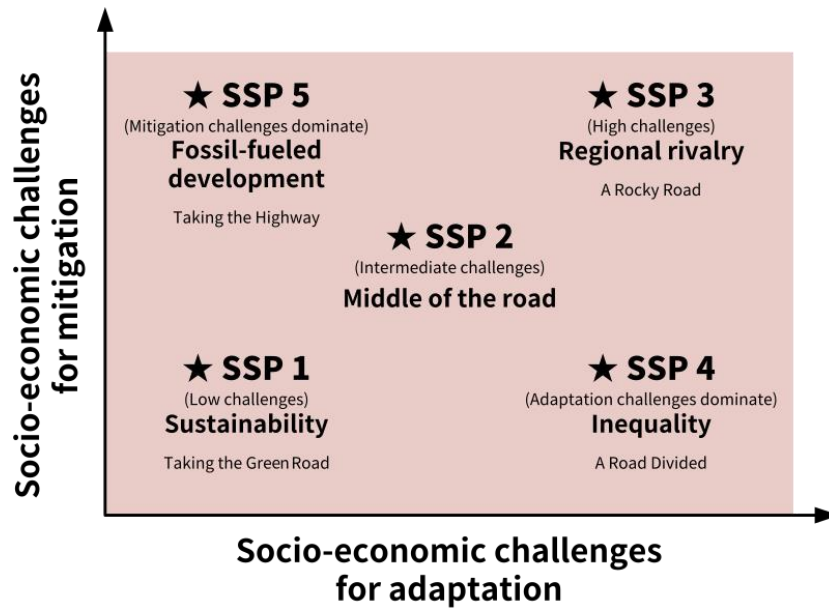 Socio-economic challenges
for mitigation
★ SSP 5
(Mitigation challenges dominate)
Fossil-fueled
development
Taking the Highway
★ SSP 3
(High challenges)
Regional rivalry
A Rocky Road
★ SSP 2
(Intermediate challenges)
Middle of the road
★ SSP 1
(Low challenges)
Sustainability
Taking the Green Road
★ SSP 4
(Adaptation challenges dominate)
Inequality
A Road Divided
Socio-economic challenges
for adaptation